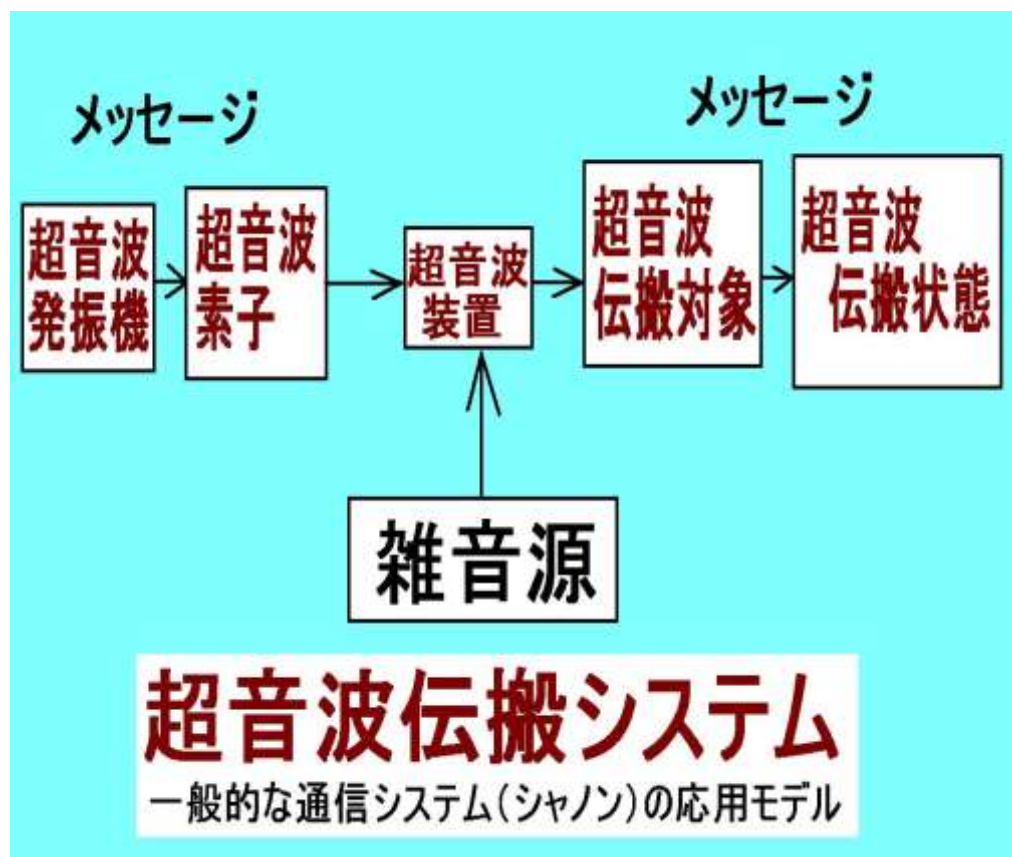 メッセージ
メッセージ
超音波
発振機
超音波
素子
超音波
装置
超音波
伝搬対象
超音波
伝搬状態
雑音源
超音波伝搬システム
一般的な通信システム(シャノン)の応用モデル